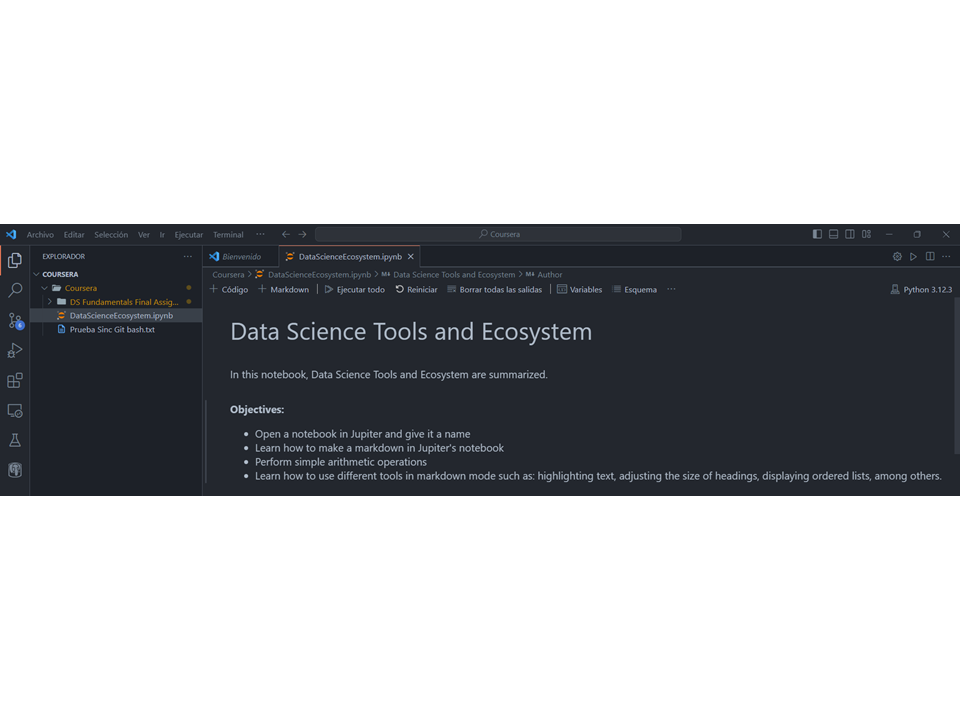 Archivo Editar Selección Ver Ir Ejecutar Terminal ··· Coursera
EXPLORADOR ···
COURSERA
Coursera
DS Fundamentals Final Assig...
DataScienceEcosystem.ipynb
Prueba Sinc Git bash.txt
6
Bienvenido DataScienceEcosystem.ipynb
Coursera > DataScienceEcosystem.ipynb > M↓ Data Science Tools and Ecosystem > M↓ Author
+ Código + Markdown Ejecutar todo Reiniciar Borrar todas las salidas Variables Esquema ··· Python 3.12.3
Data Science Tools and Ecosystem
In this notebook, Data Science Tools and Ecosystem are summarized.
Objectives:
• Open a notebook in Jupiter and give it a name
• Learn how to make a markdown in Jupiter's notebook
• Perform simple arithmetic operations
• Learn how to use different tools in markdown mode such as: highlighting text, adjusting the size of headings, displaying ordered lists, among others.